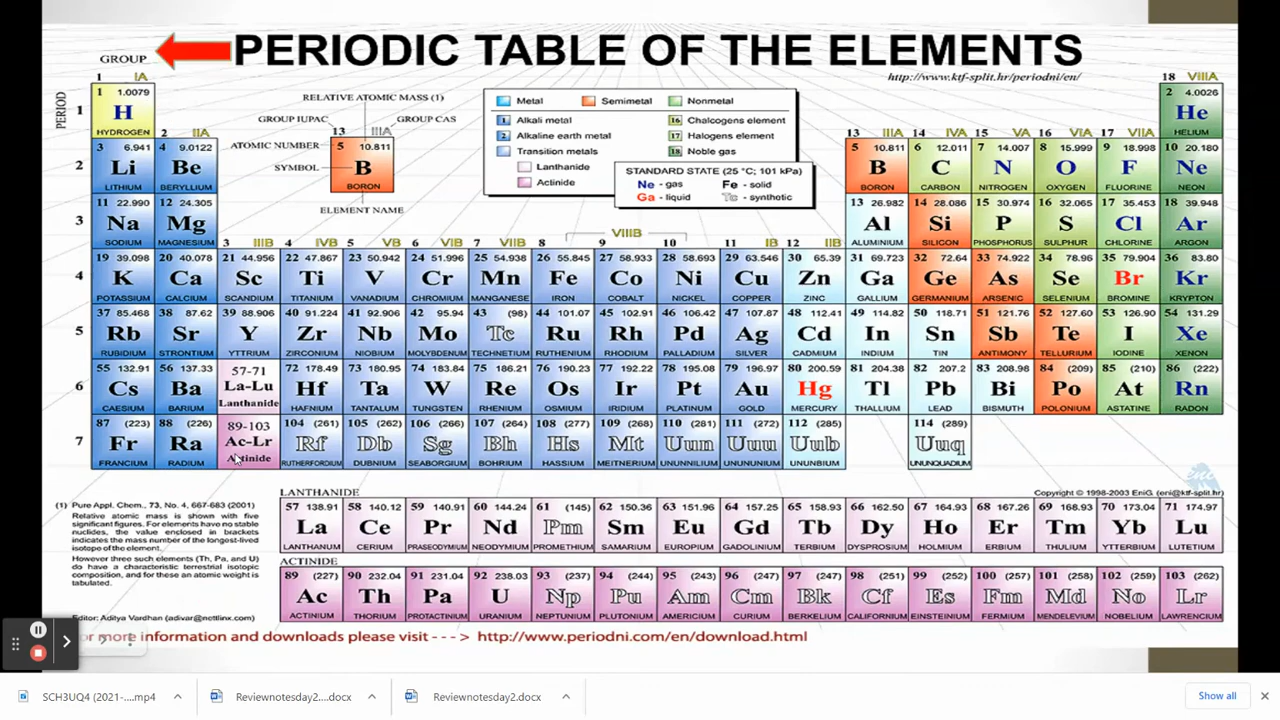 PERIODIC TABLE OF THE ELEMENTS
GROUP
http://www.ktf-split.hr/periodni/en/
PERIOD
1 IA
18 VIIIA
1
1 1.0079
H
HYDROGEN
2 4.0026
He
HELIUM
RELATIVE ATOMIC MASS (1)
GROUP IUPAC
GROUP CAS
13 IIIA
ATOMIC NUMBER
5 10.811
SYMBOL
B
BORON
ELEMENT NAME
Metal
Semimetal
Nonmetal
1 Alkali metal
16 Chalcogens element
2 Alkaline earth metal
17 Halogens element
Transition metals
18 Noble gas
Lanthanide
Actinide
STANDARD STATE (25 °C; 101 kPa)
Ne - gas
Fe - solid
Ga - liquid
Tc - synthetic
2 IIA
13 IIIA 14 IVA 15 VA 16 VIA 17 VIIA
2
3 6.941 4 9.0122 5 10.811 6 12.011 7 14.007 8 15.999 9 18.998 10 20.180
Li Be B C N O F Ne
LITHIUM BERYLLIUM BORON CARBON NITROGEN OXYGEN FLUORINE NEON
3
11 22.990 12 24.305 13 26.982 14 28.086 15 30.974 16 32.065 17 35.453 18 39.948
Na Mg Al Si P S Cl Ar
SODIUM MAGNESIUM ALUMINIUM SILICON PHOSPHORUS SULPHUR CHLORINE ARGON
3 IIIB 4 IVB 5 VB 6 VIB 7 VIIB 8 VIIIB 9 10 11 IB 12 IIB
4
19 39.098 20 40.078 21 44.956 22 47.867 23 50.942 24 51.996 25 54.938 26 55.845 27 58.933 28 58.693 29 63.546 30 65.39 31 69.723 32 72.64 33 74.922 34 78.96 35 79.904 36 83.80
K Ca Sc Ti V Cr Mn Fe Co Ni Cu Zn Ga Ge As Se Br Kr
POTASSIUM CALCIUM SCANDIUM TITANIUM VANADIUM CHROMIUM MANGANESE IRON COBALT NICKEL COPPER ZINC GALLIUM GERMANIUM ARSENIC SELENIUM BROMINE KRYPTON
5
37 85.468 38 87.62 39 88.906 40 91.224 41 92.906 42 95.94 43 (98) 44 101.07 45 102.91 46 106.42 47 107.87 48 112.41 49 114.82 50 118.71 51 121.76 52 127.60 53 126.90 54 131.29
Rb Sr Y Zr Nb Mo Tc Ru Rh Pd Ag Cd In Sn Sb Te I Xe
RUBIDIUM STRONTIUM YTTRIUM ZIRCONIUM NIOBIUM MOLYBDENUM TECHNETIUM RUTHENIUM RHODIUM PALLADIUM SILVER CADMIUM INDIUM TIN ANTIMONY TELLURIUM IODINE XENON
6
55 132.91 56 137.33 57-71 72 178.49 73 180.95 74 183.84 75 186.21 76 190.23 77 192.22 78 195.08 79 196.97 80 200.59 81 204.38 82 207.2 83 208.98 84 (209) 85 (210) 86 (222)
Cs Ba La-Lu Hf Ta W Re Os Ir Pt Au Hg Tl Pb Bi Po At Rn
CAESIUM BARIUM Lanthanide HAFNIUM TANTALUM TUNGSTEN RHENIUM OSMIUM IRIDIUM PLATINUM GOLD MERCURY THALLIUM LEAD BISMUTH POLONIUM ASTATINE RADON
7
87 (223) 88 (226) 89-103 104 (261) 105 (262) 106 (266) 107 (264) 108 (277) 109 (268) 110 (281) 111 (272) 112 (285) 114 (289)
Fr Ra Ac-Lr Rf Db Sg Bh Hs Mt Uun Uuu Uub Uuq
FRANCIUM RADIUM Actinide RUTHERFORDIUM DUBNIUM SEABORGIUM BOHRIUM HASSIUM MEITNERIUM UNUNNILIUM UNUNUNIUM UNUNBIUM UNUNQUADIUM
LANTHANIDE
Copyright © 1998-2003 EniG. (eni@ktf-split.hr)
57 138.91 58 140.12 59 140.91 60 144.24 61 (145) 62 150.36 63 151.96 64 157.25 65 158.93 66 162.50 67 164.93 68 167.26 69 168.93 70 173.04 71 174.97
La Ce Pr Nd Pm Sm Eu Gd Tb Dy Ho Er Tm Yb Lu
LANTHANUM CERIUM PRASEODYMIUM NEODYMIUM PROMETHIUM SAMARIUM EUROPIUM GADOLINIUM TERBIUM DYSPROSIUM HOLMIUM ERBIUM THULIUM YTTERBIUM LUTETIUM
ACTINIDE
89 (227) 90 232.04 91 231.04 92 238.03 93 (237) 94 (244) 95 (243) 96 (247) 97 (247) 98 (251) 99 (252) 100 (257) 101 (258) 102 (259) 103 (262)
Ac Th Pa U Np Pu Am Cm Bk Cf Es Fm Md No Lr
ACTINIUM THORIUM PROTACTINIUM URANIUM NEPTUNIUM PLUTONIUM AMERICIUM CURIUM BERKELIUM CALIFORNIUM EINSTEINIUM FERMIUM MENDELEVIUM NOBELIUM LAWRENCIUM
(1) Pure Appl. Chem., 73, No. 4, 667-683 (2001)
Relative atomic mass is shown with five
significant figures. For elements have no stable
nuclides, the value enclosed in brackets
indicates the mass number of the longest-lived
isotope of the element.
However three such elements (Th, Pa, and U)
do have a characteristic terrestrial isotopic
composition, and for these an atomic weight is
tabulated.
Editor: Aditya Vardhan (adivar@nettlinx.com)
or more information and downloads please visit - - - > http://www.periodni.com/en/download.html
SCH3UQ4 (2021-....mp4
Reviewnotesday2....docx
Reviewnotesday2.docx
Show all